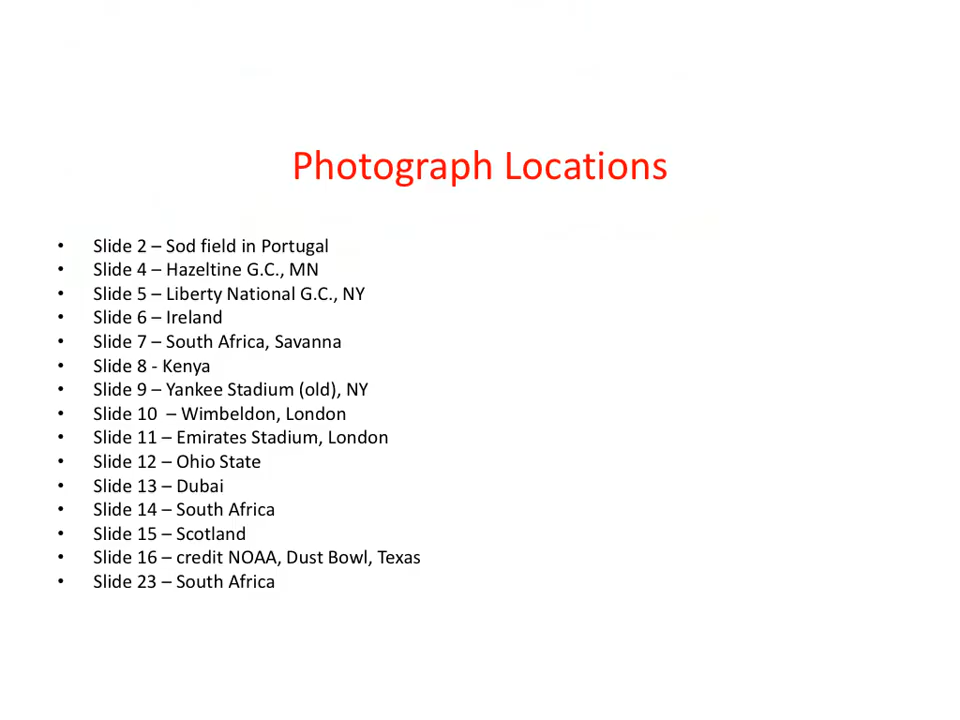 Photograph Locations
• Slide 2 – Sod field in Portugal
• Slide 4 – Hazeltine G.C., MN
• Slide 5 – Liberty National G.C., NY
• Slide 6 – Ireland
• Slide 7 – South Africa, Savanna
• Slide 8 - Kenya
• Slide 9 – Yankee Stadium (old), NY
• Slide 10  – Wimbeldon, London
• Slide 11 – Emirates Stadium, London
• Slide 12 – Ohio State
• Slide 13 – Dubai
• Slide 14 – South Africa
• Slide 15 – Scotland
• Slide 16 – credit NOAA, Dust Bowl, Texas
• Slide 23 – South Africa